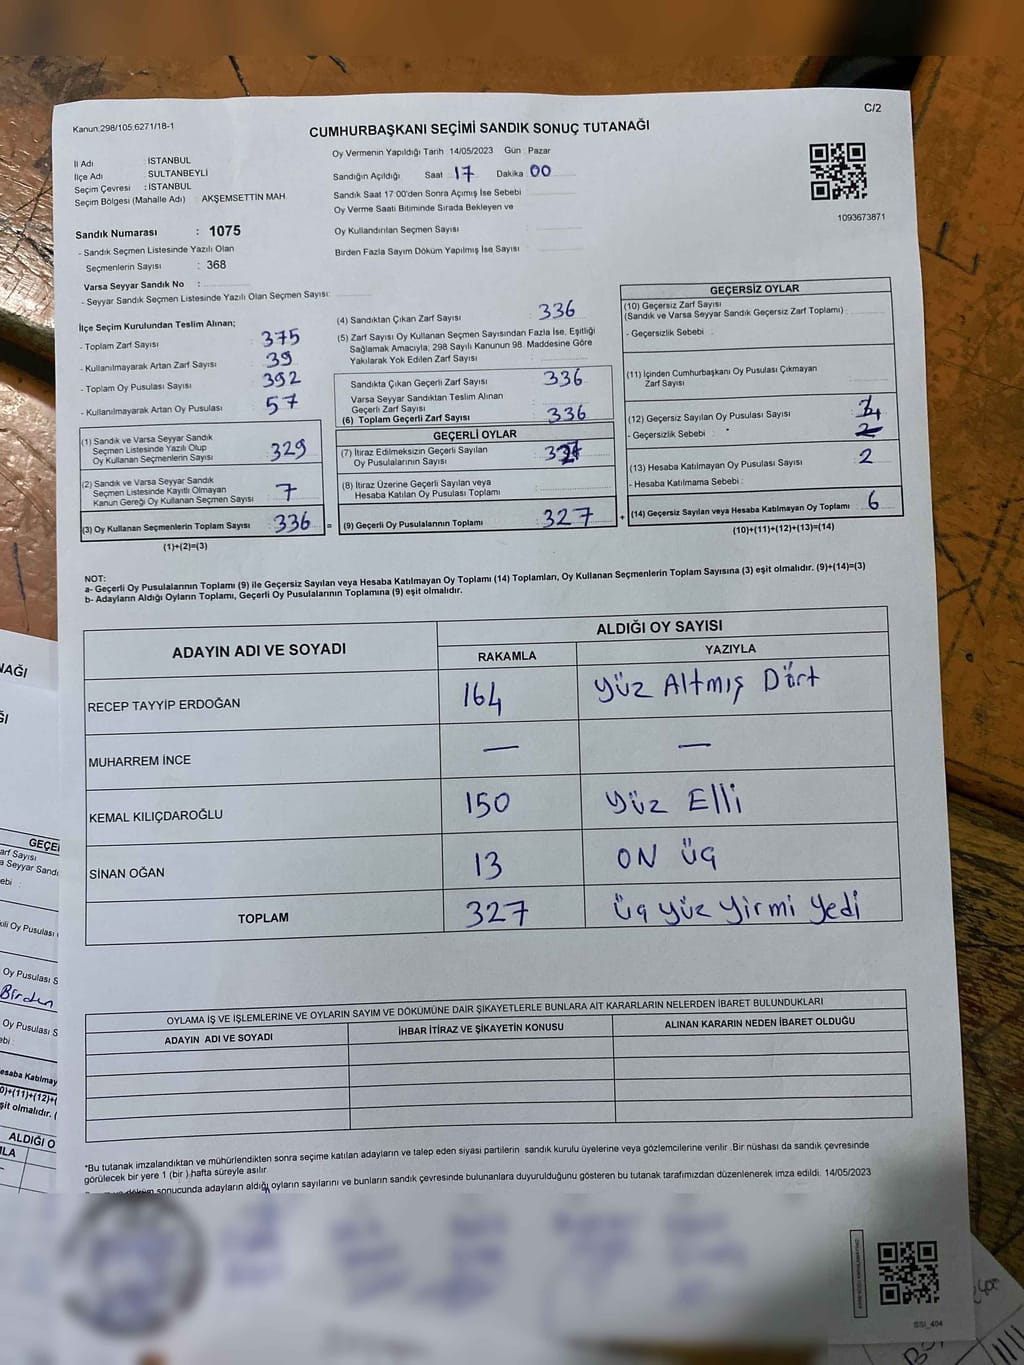 C/2
Kanun:298/105;6271/18-1
CUMHURBAŞKANI SEÇİMİ SANDIK SONUÇ TUTANAĞI
İl Adı : İSTANBUL
İlçe Adı : SULTANBEYLİ
Seçim Çevresi : İSTANBUL
Seçim Bölgesi (Mahalle Adı) : AKŞEMSETTİN MAH
Sandık Numarası : 1075
- Sandık Seçmen Listesinde Yazılı Olan
Seçmenlerin Sayısı : 368
Varsa Seyyar Sandık No :
- Seyyar Sandık Seçmen Listesinde Yazılı Olan Seçmen Sayısı:
Oy Vermenin Yapıldığı Tarih : 14/05/2023 Gün : Pazar
Sandığın Açıldığı Saat 17 Dakika 00
Sandık Saat 17:00'den Sonra Açımış İse Sebebi
Oy Verme Saati Bitiminde Sırada Bekleyen ve
Oy Kullandırılan Seçmen Sayısı
Birden Fazla Sayım Döküm Yapılmış İse Sayısı
1093673871
İlçe Seçim Kurulundan Teslim Alınan;
- Toplam Zarf Sayısı : 375
- Kullanılmayarak Artan Zarf Sayısı : 39
- Toplam Oy Pusulası Sayısı : 392
- Kullanılmayarak Artan Oy Pusulası : 57
(1) Sandık ve Varsa Seyyar Sandık
Seçmen Listesinde Yazılı Olup
Oy Kullanan Seçmenlerin Sayısı : 329
(2) Sandık ve Varsa Seyyar Sandık
Seçmen Listesinde Kayıtlı Olmayan
Kanun Gereği Oy Kullanan Seçmen Sayısı : 7
(3) Oy Kullanan Seçmenlerin Toplam Sayısı : 336 =
(1)+(2)=(3)
(4) Sandıktan Çıkan Zarf Sayısı : 336
(5) Zarf Sayısı Oy Kullanan Seçmen Sayısından Fazla İse, Eşitliği
Sağlamak Amacıyla; 298 Sayılı Kanunun 98. Maddesine Göre
Yakılarak Yok Edilen Zarf Sayısı :
Sandıkta Çıkan Geçerli Zarf Sayısı : 336
Varsa Seyyar Sandıktan Teslim Alınan
Geçerli Zarf Sayısı :
(6) Toplam Geçerli Zarf Sayısı : 336
GEÇERLİ OYLAR
(7) İtiraz Edilmeksizin Geçerli Sayılan
Oy Pusulalarının Sayısı
(8) İtiraz Üzerine Geçerli Sayılan veya
Hesaba Katılan Oy Pusulası Toplamı :
(9) Geçerli Oy Pusulalarının Toplamı : 327 +
GEÇERSİZ OYLAR
(10) Geçersiz Zarf Sayısı
(Sandık ve Varsa Seyyar Sandık Geçersiz Zarf Toplamı) :
- Geçersizlik Sebebi :
(11) İçinden Cumhurbaşkanı Oy Pusulası Çıkmayan
Zarf Sayısı :
(12) Geçersiz Sayılan Oy Pusulası Sayısı :
- Geçersizlik Sebebi :
(13) Hesaba Katılmayan Oy Pusulası Sayısı : 2
- Hesaba Katılmama Sebebi :
(14) Geçersiz Sayılan veya Hesaba Katılmayan Oy Toplamı : 6
(10)+(11)+(12)+(13)=(14)
NOT:
a- Geçerli Oy Pusulalarının Toplamı (9) ile Geçersiz Sayılan veya Hesaba Katılmayan Oy Toplamı (14) Toplamları, Oy Kullanan Seçmenlerin Toplam Sayısına (3) eşit olmalıdır. (9)+(14)=(3)
b- Adayların Aldığı Oyların Toplamı, Geçerli Oy Pusulalarının Toplamına (9) eşit olmalıdır.
ADAYIN ADI VE SOYADI
ALDIĞI OY SAYISI
RAKAMLA YAZIYLA
RECEP TAYYİP ERDOĞAN 164 Yüz Altmış Dört
MUHARREM İNCE — —
KEMAL KILIÇDAROĞLU 150 Yüz Elli
SİNAN OĞAN 13 ON üç
TOPLAM 327 üç yüz yirmi yedi
OYLAMA İŞ VE İŞLEMLERİNE VE OYLARIN SAYIM VE DÖKÜMÜNE DAİR ŞİKAYETLERLE BUNLARA AİT KARARLARIN NELERDEN İBARET BULUNDUKLARI
ADAYIN ADI VE SOYADI İHBAR İTİRAZ VE ŞİKAYETİN KONUSU ALINAN KARARIN NEDEN İBARET OLDUĞU
*Bu tutanak imzalandıktan ve mühürlendikten sonra seçime katılan adayların ve talep eden siyasi partilerin sandık kurulu üyelerine veya gözlemcilerine verilir .Bir nüshası da sandık çevresinde
görülecek bir yere 1 (bir ) hafta süreyle asılır.
döküm sonucunda adayların aldığı oyların sayılarını ve bunların sandık çevresinde bulunanlara duyurulduğunu gösteren bu tutanak tarafımızdan düzenlenerek imza edildi. 14/05/2023
SSI_404
NAĞI
GEÇE
arf Sayısı
a Seyyar Sandı
ebi :
Oy Pusulası
Oy Pusulası S
Birden
Oy Pusulası S
ebi
esaba Katılmay
0)+(11)+(12)+(
şit olmalıdır. (
ALDIĞI O